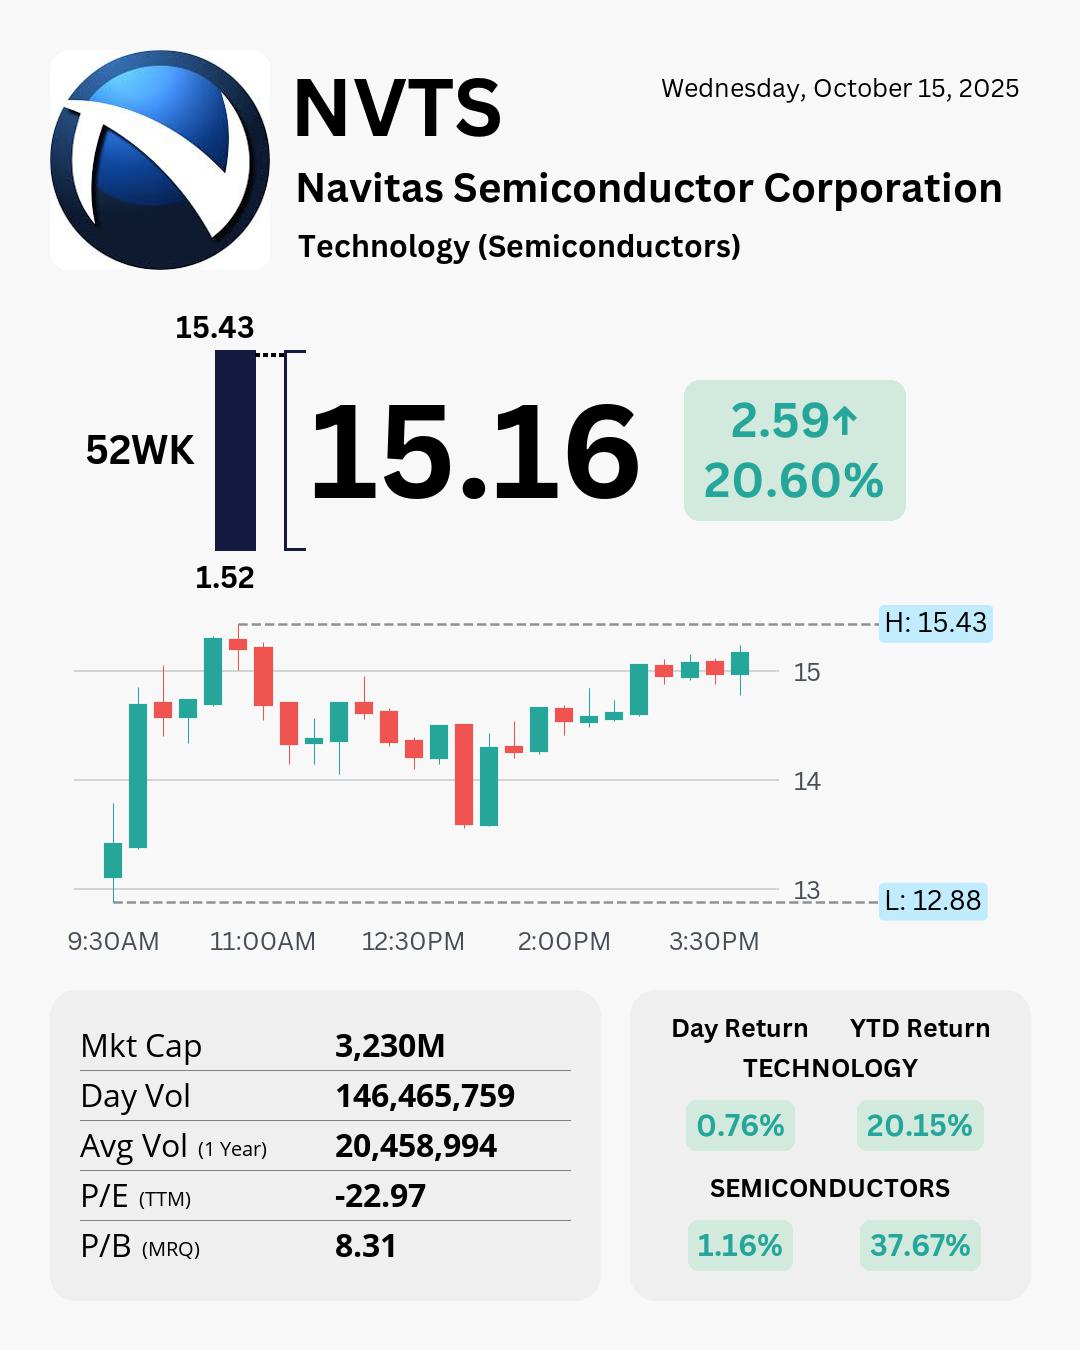 NVTS
Wednesday, October 15, 2025
Navitas Semiconductor Corporation
Technology (Semiconductors)
15.43
52WK
1.52
15.16
2.59↑
20.60%
H: 15.43
15
14
13
L: 12.88
9:30AM 11:00AM 12:30PM 2:00PM 3:30PM
Mkt Cap 3,230M
Day Vol 146,465,759
Avg Vol (1 Year) 20,458,994
P/E (TTM) -22.97
P/B (MRQ) 8.31
Day Return YTD Return
TECHNOLOGY
0.76% 20.15%
SEMICONDUCTORS
1.16% 37.67%